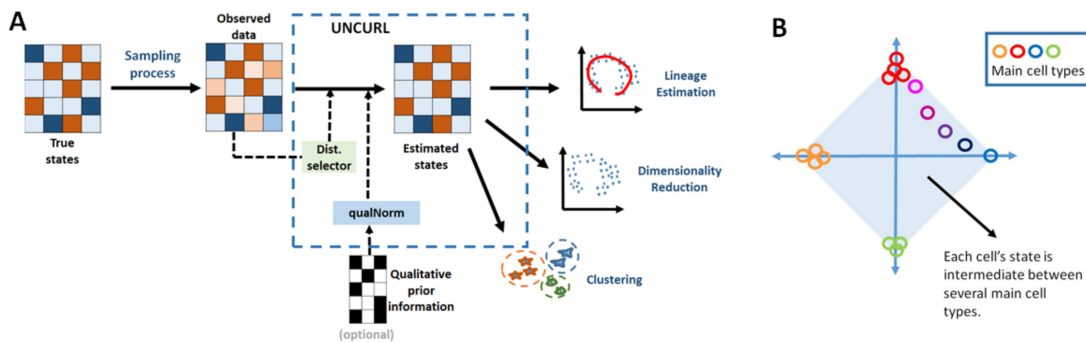 A
Sampling
process
True
states
Observed
data
UNCURL
Dist.
selector
qualNorm
Qualitative
prior
information
(optional)
Estimated
states
Lineage
Estimation
Dimensionality
Reduction
Clustering
B
Main cell types
Each cell's state is
intermediate between
several main cell
types.